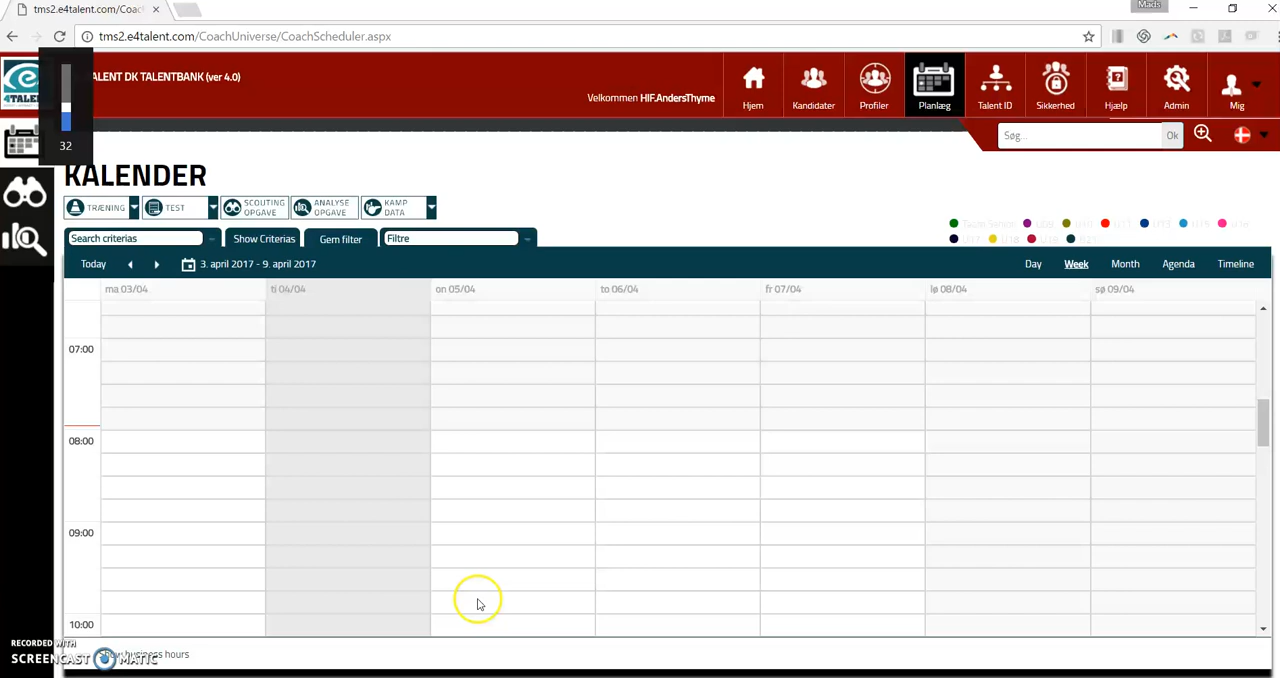 tms2.e4talent.com/Coac
Mads
tms2.e4talent.com/CoachUniverse/CoachScheduler.aspx
ALENT DK TALENTBANK (ver 4.0)
Velkommen HIF.AndersThyme
Hjem
Kandidater
Profiler
Planlæg
Talent ID
Sikkerhed
Hjælp
Admin
Mig
4TALE
32
Søg...
Ok
KALENDER
TRÆNING
TEST
SCOUTING OPGAVE
ANALYSE OPGAVE
KAMP DATA
Search criterias
Show Criterias
Gem filter
Filtre
Today
3. april 2017 - 9. april 2017
Day
Week
Month
Agenda
Timeline
ma 03/04
ti 04/04
on 05/04
to 06/04
fr 07/04
lø 08/04
sø 09/04
07:00
08:00
09:00
10:00
RECORDED WITH
SCREENCAST MATIC
business hours